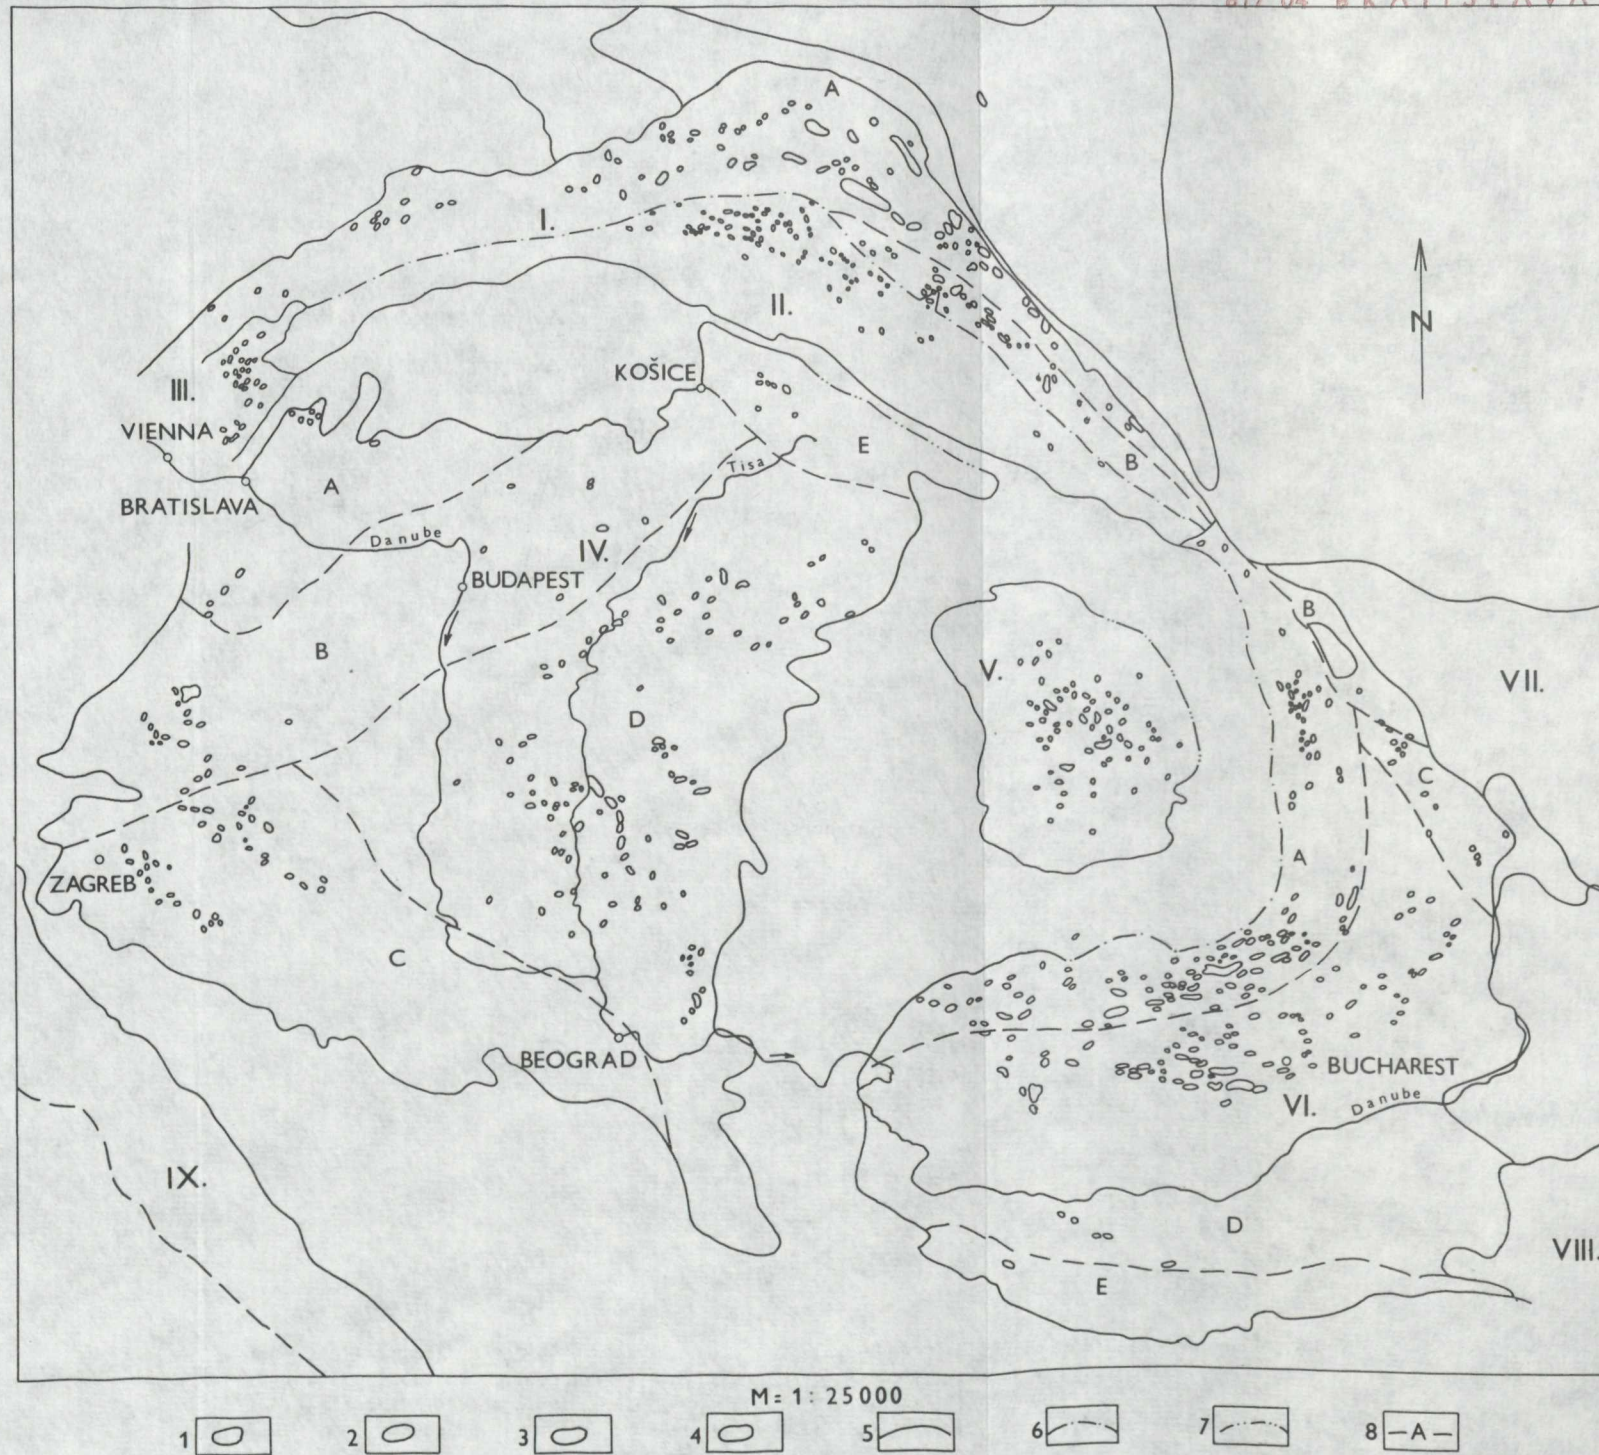 BRATISLAVA
A
I.
II.
N
III.
KOŠICE
VIENNA
E
Tisa
B
A
BRATISLAVA
Danube
IV.
BUDAPEST
B
B
V.
VII.
D
C
A
ZAGREB
C
BEOGRAD
BUCHAREST
VI.
Danube
IX.
D
VIII.
E
M=1:25000
1
2
3
4
5
6
7
8 —A—